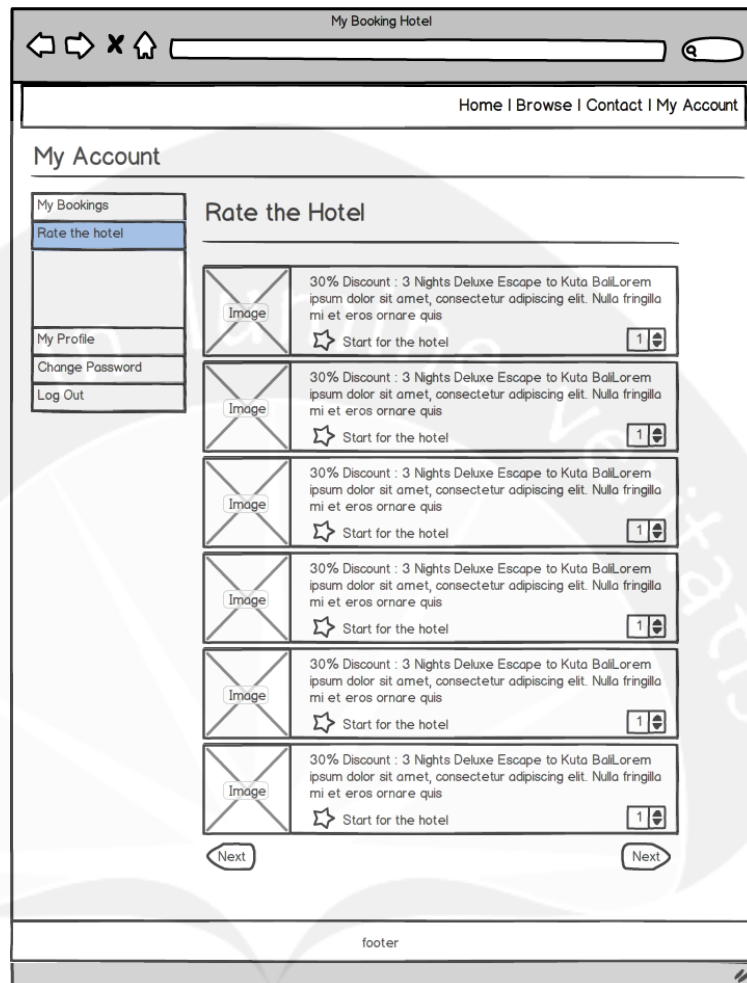 My Booking Hotel
Home | Browse | Contact | My Account
My Account
My Bookings
Rate the hotel
My Profile
Change Password
Log Out
Rate the Hotel
Image
30% Discount : 3 Nights Deluxe Escape to Kuta BaliLorem
ipsum dolor sit amet, consectetur adipiscing elit. Nulla fringilla
mi et eros ornare quis
Start for the hotel
1
Image
30% Discount : 3 Nights Deluxe Escape to Kuta BaliLorem
ipsum dolor sit amet, consectetur adipiscing elit. Nulla fringilla
mi et eros ornare quis
Start for the hotel
1
Image
30% Discount : 3 Nights Deluxe Escape to Kuta BaliLorem
ipsum dolor sit amet, consectetur adipiscing elit. Nulla fringilla
mi et eros ornare quis
Start for the hotel
1
Image
30% Discount : 3 Nights Deluxe Escape to Kuta BaliLorem
ipsum dolor sit amet, consectetur adipiscing elit. Nulla fringilla
mi et eros ornare quis
Start for the hotel
1
Image
30% Discount : 3 Nights Deluxe Escape to Kuta BaliLorem
ipsum dolor sit amet, consectetur adipiscing elit. Nulla fringilla
mi et eros ornare quis
Start for the hotel
1
Image
30% Discount : 3 Nights Deluxe Escape to Kuta BaliLorem
ipsum dolor sit amet, consectetur adipiscing elit. Nulla fringilla
mi et eros ornare quis
Start for the hotel
1
Next
Next
footer
in lumine veritatis